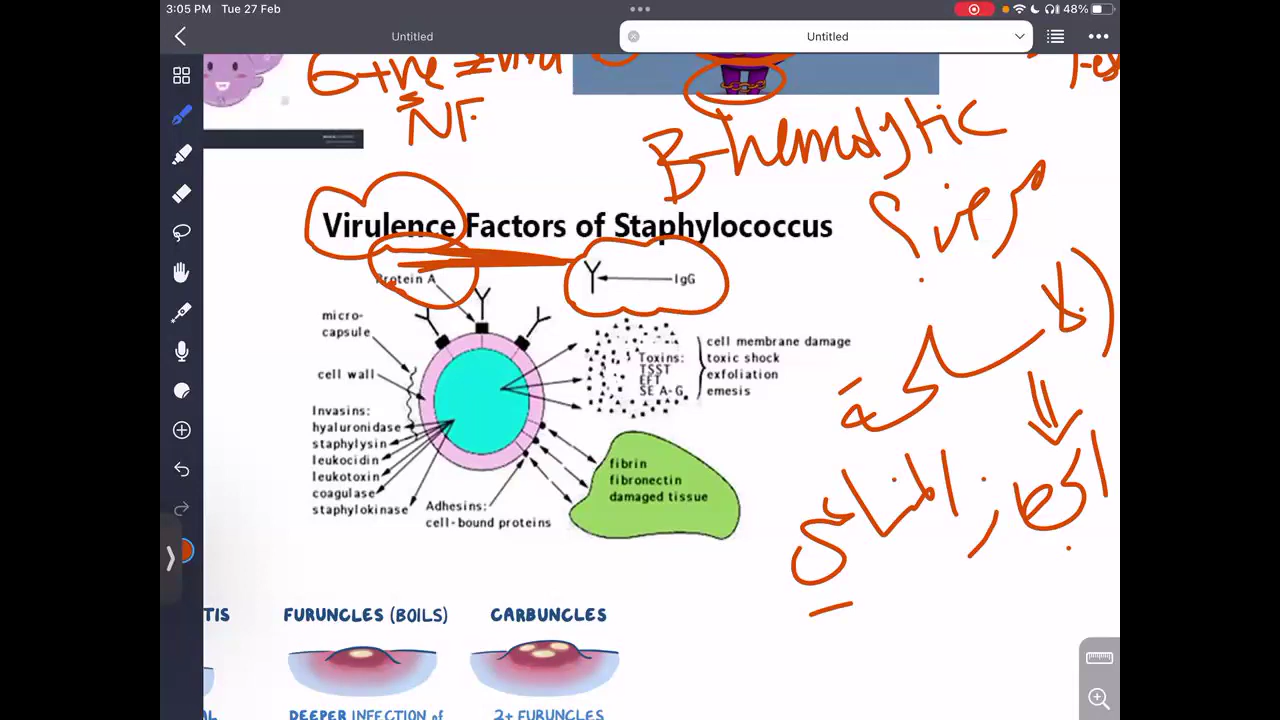 3:05 PM Tue 27 Feb
48%
Untitled
Untitled
G+ve
NF
B-hemolytic
Virulence Factors of Staphylococcus
Protein A
IgG
micro-
capsule
cell wall
Invasins:
hyaluronidase
staphylysin
leukocidin
leukotoxin
coagulase
staphylokinase
Adhesins:
cell-bound proteins
Toxins:
TSST
EFT
SE A-G
cell membrane damage
toxic shock
exfoliation
emesis
fibrin
fibronectin
damaged tissue
TIS
FURUNCLES (BOILS)
CARBUNCLES
AL
DEEPER INFECTION of
2+ FURUNCLES